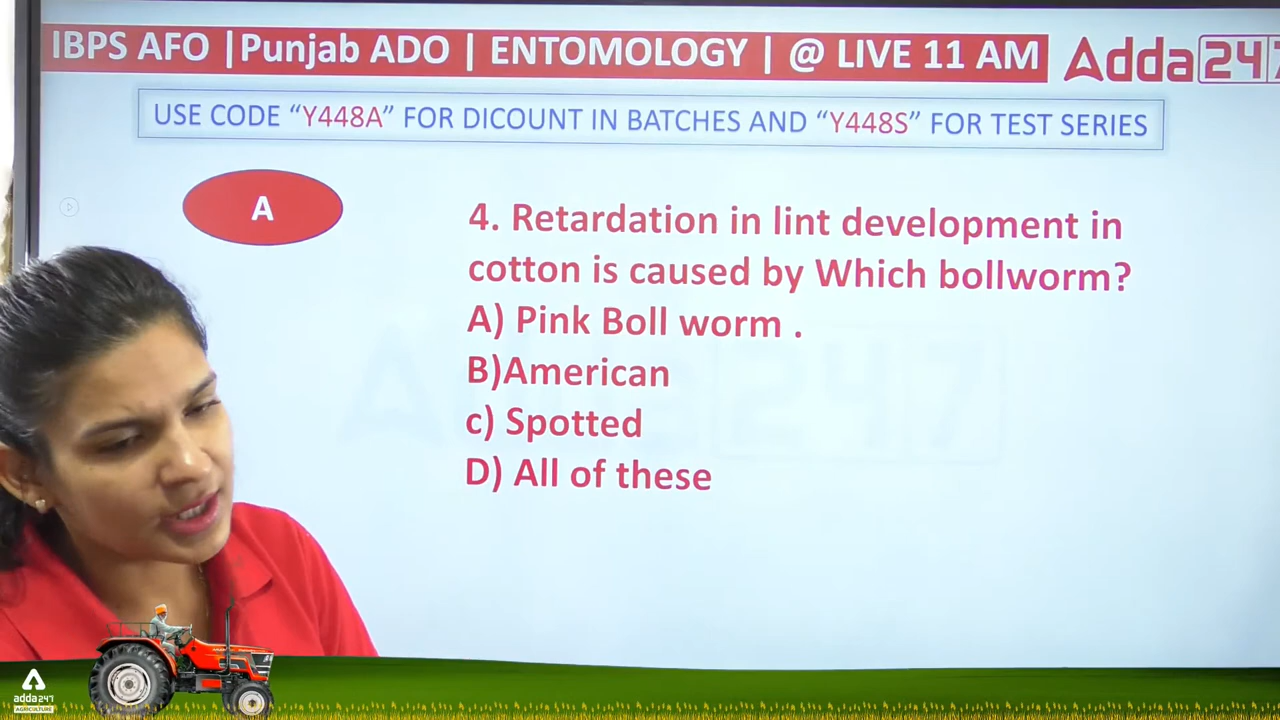 IBPS AFO |Punjab ADO | ENTOMOLOGY | @ LIVE 11 AM
Adda247
USE CODE “Y448A” FOR DICOUNT IN BATCHES AND “Y448S” FOR TEST SERIES
A
4. Retardation in lint development in
cotton is caused by Which bollworm?
A) Pink Boll worm .
B)American
c) Spotted
D) All of these
adda247
AGRICULTURE